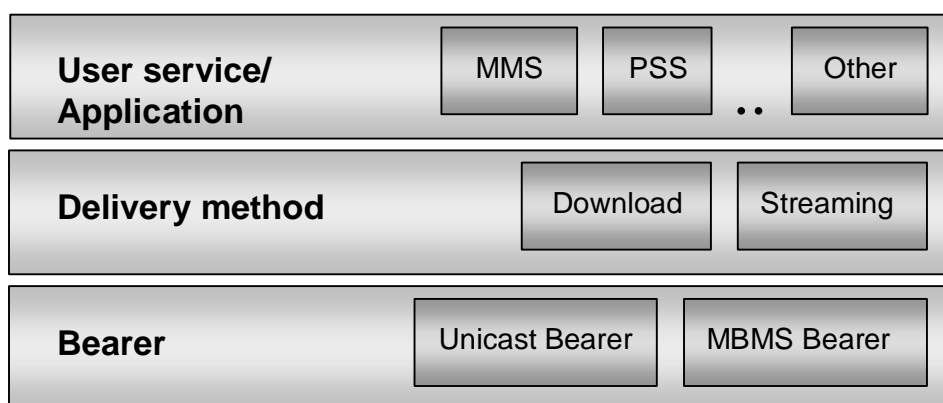 User service/
Application
MMS
PSS
..
Other
Delivery method
Download
Streaming
Bearer
Unicast Bearer
MBMS Bearer